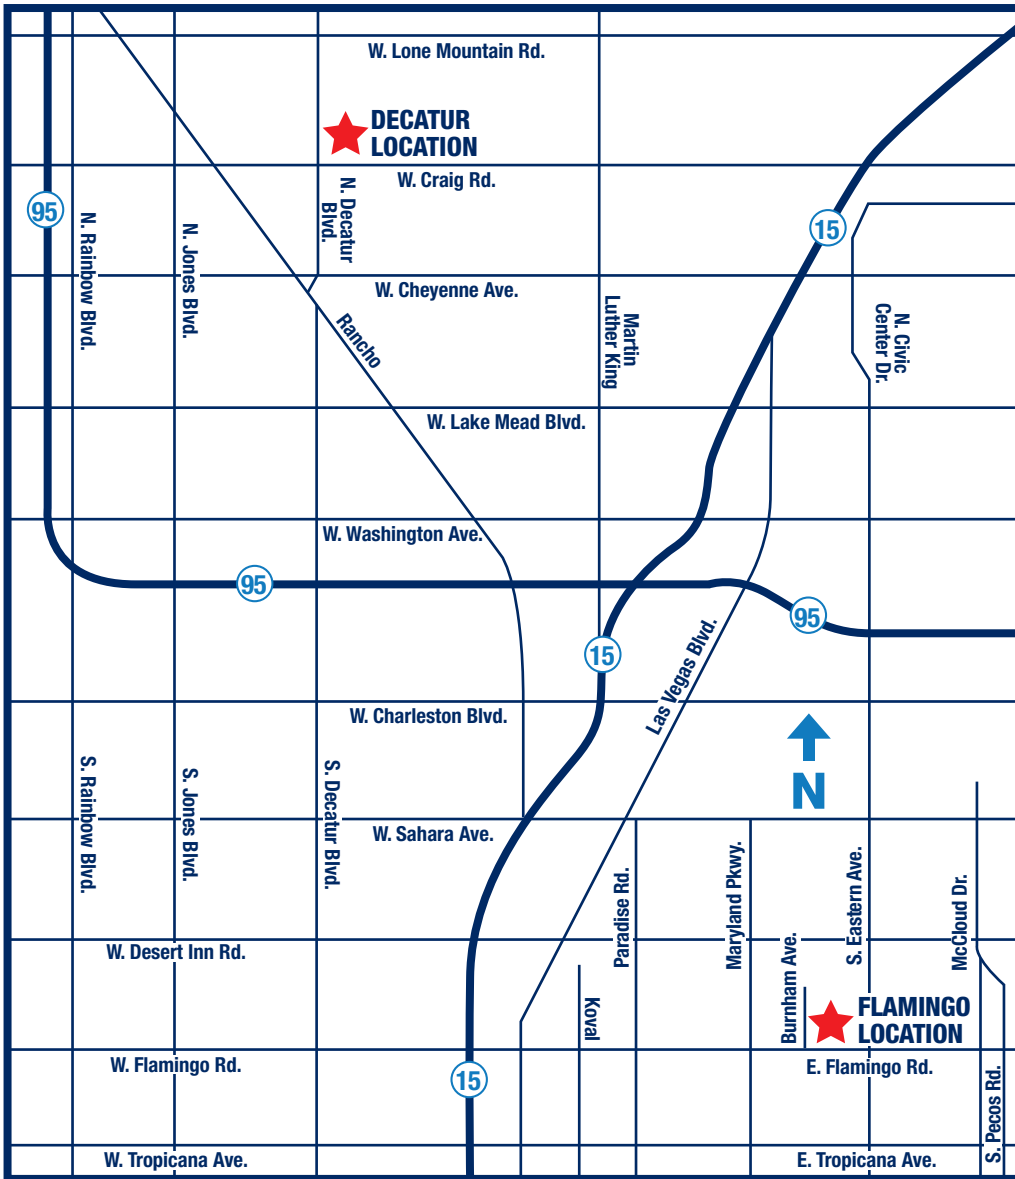 W. Lone Mountain Rd.
DECATUR
LOCATION
W. Craig Rd.
N. Decatur
Blvd.
95
N. Rainbow Blvd.
N. Jones Blvd.
15
W. Cheyenne Ave.
Rancho
Martin
Luther King
N. Civic
Center Dr.
W. Lake Mead Blvd.
W. Washington Ave.
95
95
15
Las Vegas Blvd.
W. Charleston Blvd.
N
S. Rainbow Blvd.
S. Jones Blvd.
S. Decatur Blvd.
W. Sahara Ave.
Paradise Rd.
Maryland Pkwy.
S. Eastern Ave.
McCloud Dr.
W. Desert Inn Rd.
Burnham Ave.
Koval
FLAMINGO
LOCATION
W. Flamingo Rd.
15
E. Flamingo Rd.
S. Pecos Rd.
W. Tropicana Ave.
E. Tropicana Ave.